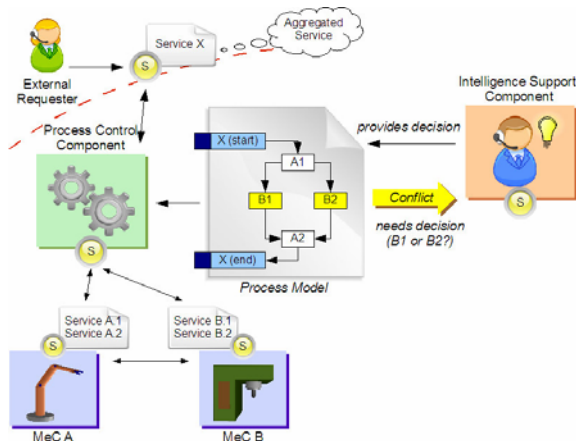 Aggregated
Service
Service X
S
External
Requester
Intelligence Support
Component
Process Control
Component
provides decision
X (start)
A1
B1
B2
Conflict
S
needs decision
(B1 or B2?)
A2
X (end)
Process Model
S
Service A.1
Service A.2
Service B.1
Service B.2
S
S
MeC A
MeC B